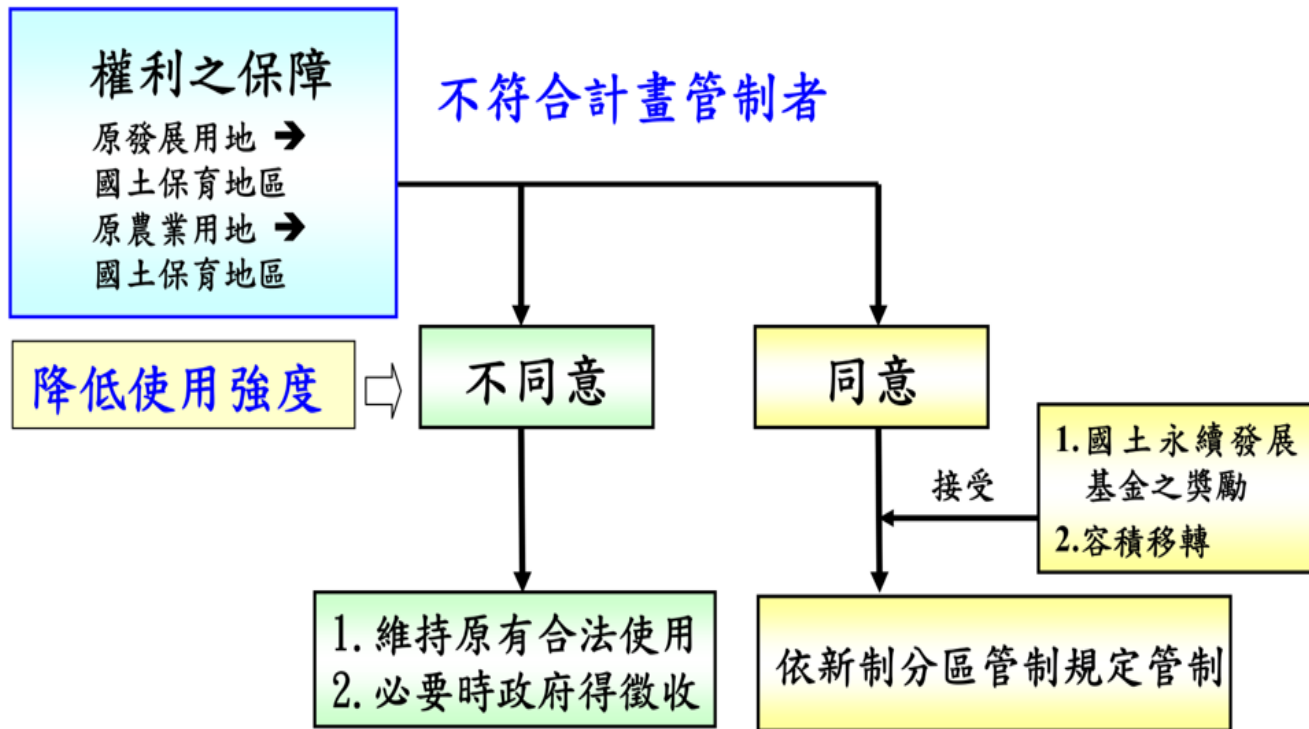 權利之保障
原發展用地 ➔
國土保育地區
原農業用地 ➔
國土保育地區
不符合計畫管制者
降低使用強度
不同意
同意
接受
1.國土永續發展
基金之獎勵
2.容積移轉
1. 維持原有合法使用
2. 必要時政府得徵收
依新制分區管制規定管制